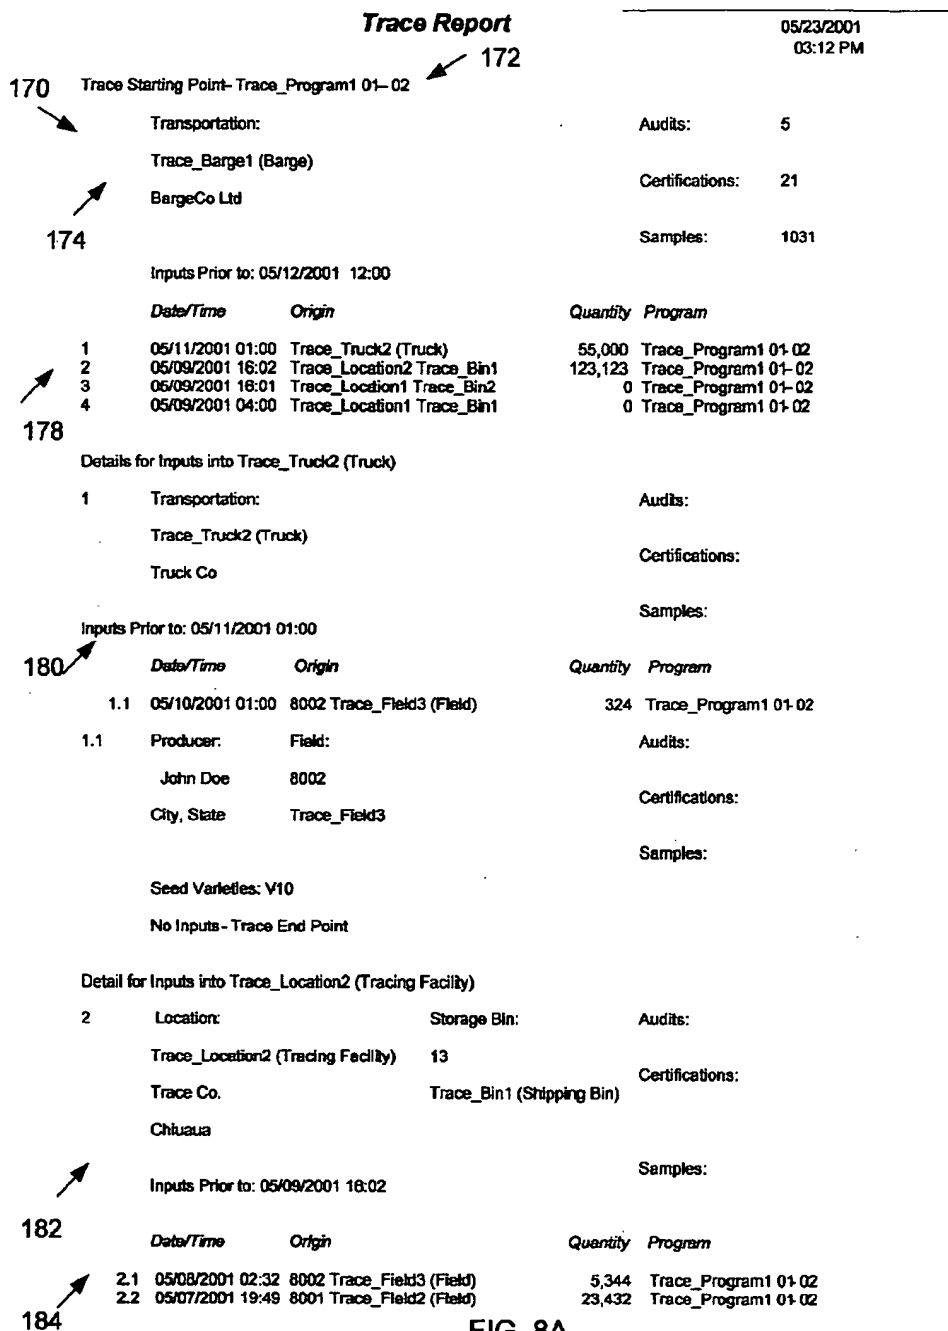 Trace Report
05/23/2001
03:12 PM
172
170
Trace Starting Point- Trace_Program1 01-02
Transportation:
Audits: 5
Trace_Barge1 (Barge)
Certifications: 21
BargeCo Ltd
174
Samples: 1031
Inputs Prior to: 05/12/2001 12:00
Date/Time Origin Quantity Program
1 05/11/2001 01:00 Trace_Truck2 (Truck) 55,000 Trace_Program1 01-02
2 05/09/2001 16:02 Trace_Location2 Trace_Bin1 123,123 Trace_Program1 01-02
3 05/09/2001 16:01 Trace_Location1 Trace_Bin2 0 Trace_Program1 01-02
4 05/09/2001 04:00 Trace_Location1 Trace_Bin1 0 Trace_Program1 01-02
178
Details for Inputs into Trace_Truck2 (Truck)
1 Transportation: Audits:
Trace_Truck2 (Truck)
Certifications:
Truck Co
Samples:
Inputs Prior to: 05/11/2001 01:00
180
Date/Time Origin Quantity Program
1.1 05/10/2001 01:00 8002 Trace_Field3 (Field) 324 Trace_Program1 01-02
1.1 Producer: Field: Audits:
John Doe 8002
Certifications:
City, State Trace_Field3
Samples:
Seed Varieties: V10
No Inputs- Trace End Point
Detail for Inputs into Trace_Location2 (Tracing Facility)
2 Location: Storage Bin: Audits:
Trace_Location2 (Tracing Facility) 13
Certifications:
Trace Co. Trace_Bin1 (Shipping Bin)
Chiuaua
Samples:
Inputs Prior to: 05/09/2001 16:02
182
Date/Time Origin Quantity Program
2.1 05/08/2001 02:32 8002 Trace_Field3 (Field) 5,344 Trace_Program1 01-02
2.2 05/07/2001 19:49 8001 Trace_Field2 (Field) 23,432 Trace_Program1 01-02
184
FIG. 8A